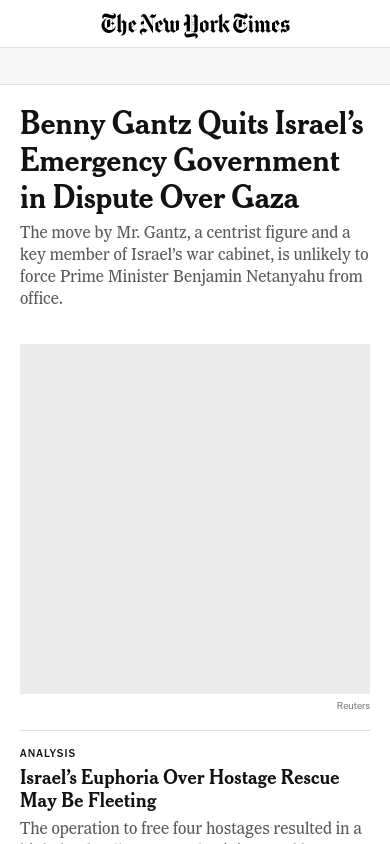 The New York Times
Benny Gantz Quits Israel’s
Emergency Government
in Dispute Over Gaza
The move by Mr. Gantz, a centrist figure and a
key member of Israel’s war cabinet, is unlikely to
force Prime Minister Benjamin Netanyahu from
office.
Reuters
ANALYSIS
Israel’s Euphoria Over Hostage Rescue
May Be Fleeting
The operation to free four hostages resulted in a